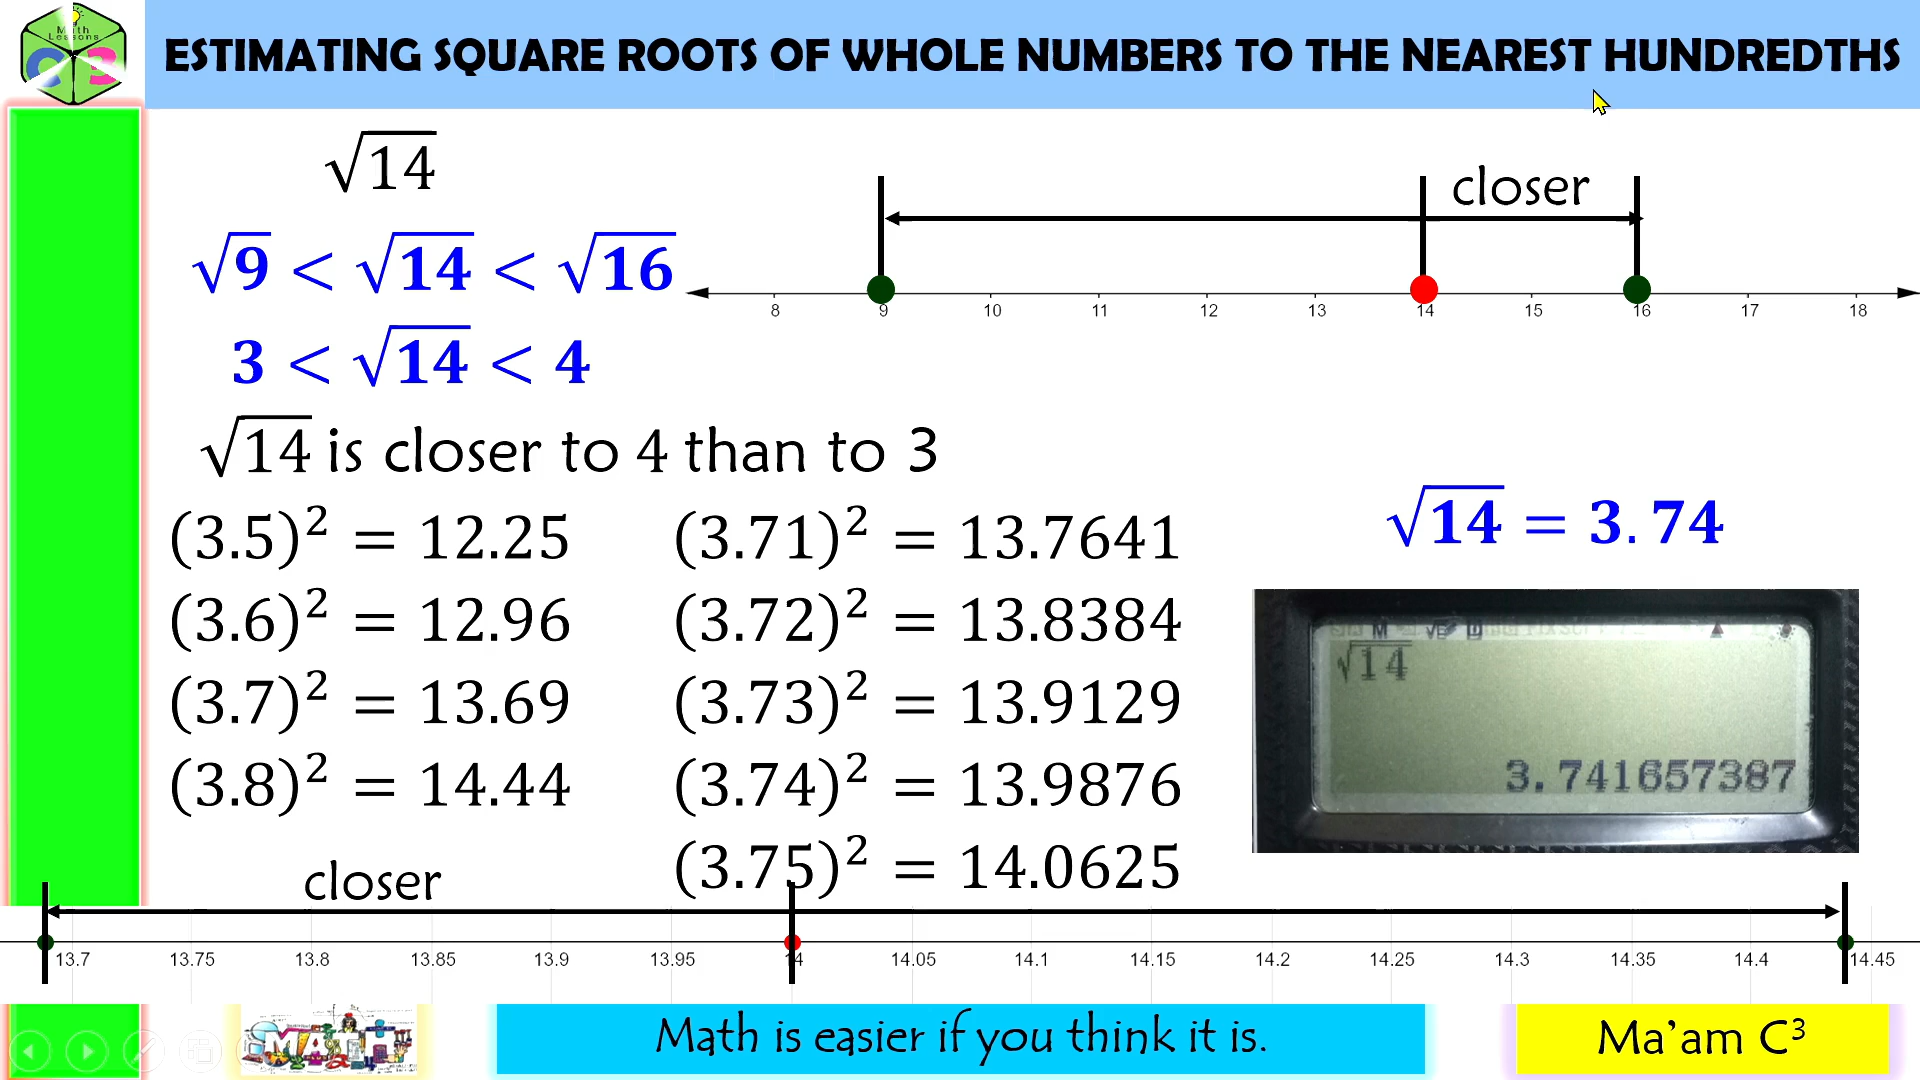 Math
Lessons
ESTIMATING SQUARE ROOTS OF WHOLE NUMBERS TO THE NEAREST HUNDREDTHS
√14
√9 < √14 < √16
3 < √14 < 4
closer
8 9 10 11 12 13 14 15 16 17 18
√14 is closer to 4 than to 3
(3.5)² = 12.25
(3.6)² = 12.96
(3.7)² = 13.69
(3.8)² = 14.44
(3.71)² = 13.7641
(3.72)² = 13.8384
(3.73)² = 13.9129
(3.74)² = 13.9876
(3.75)² = 14.0625
√14 = 3.74
√14
3.741657387
closer
13.7 13.75 13.8 13.85 13.9 13.95 14 14.05 14.1 14.15 14.2 14.25 14.3 14.35 14.4 14.45
MATH
Math is easier if you think it is.
Ma'am C³